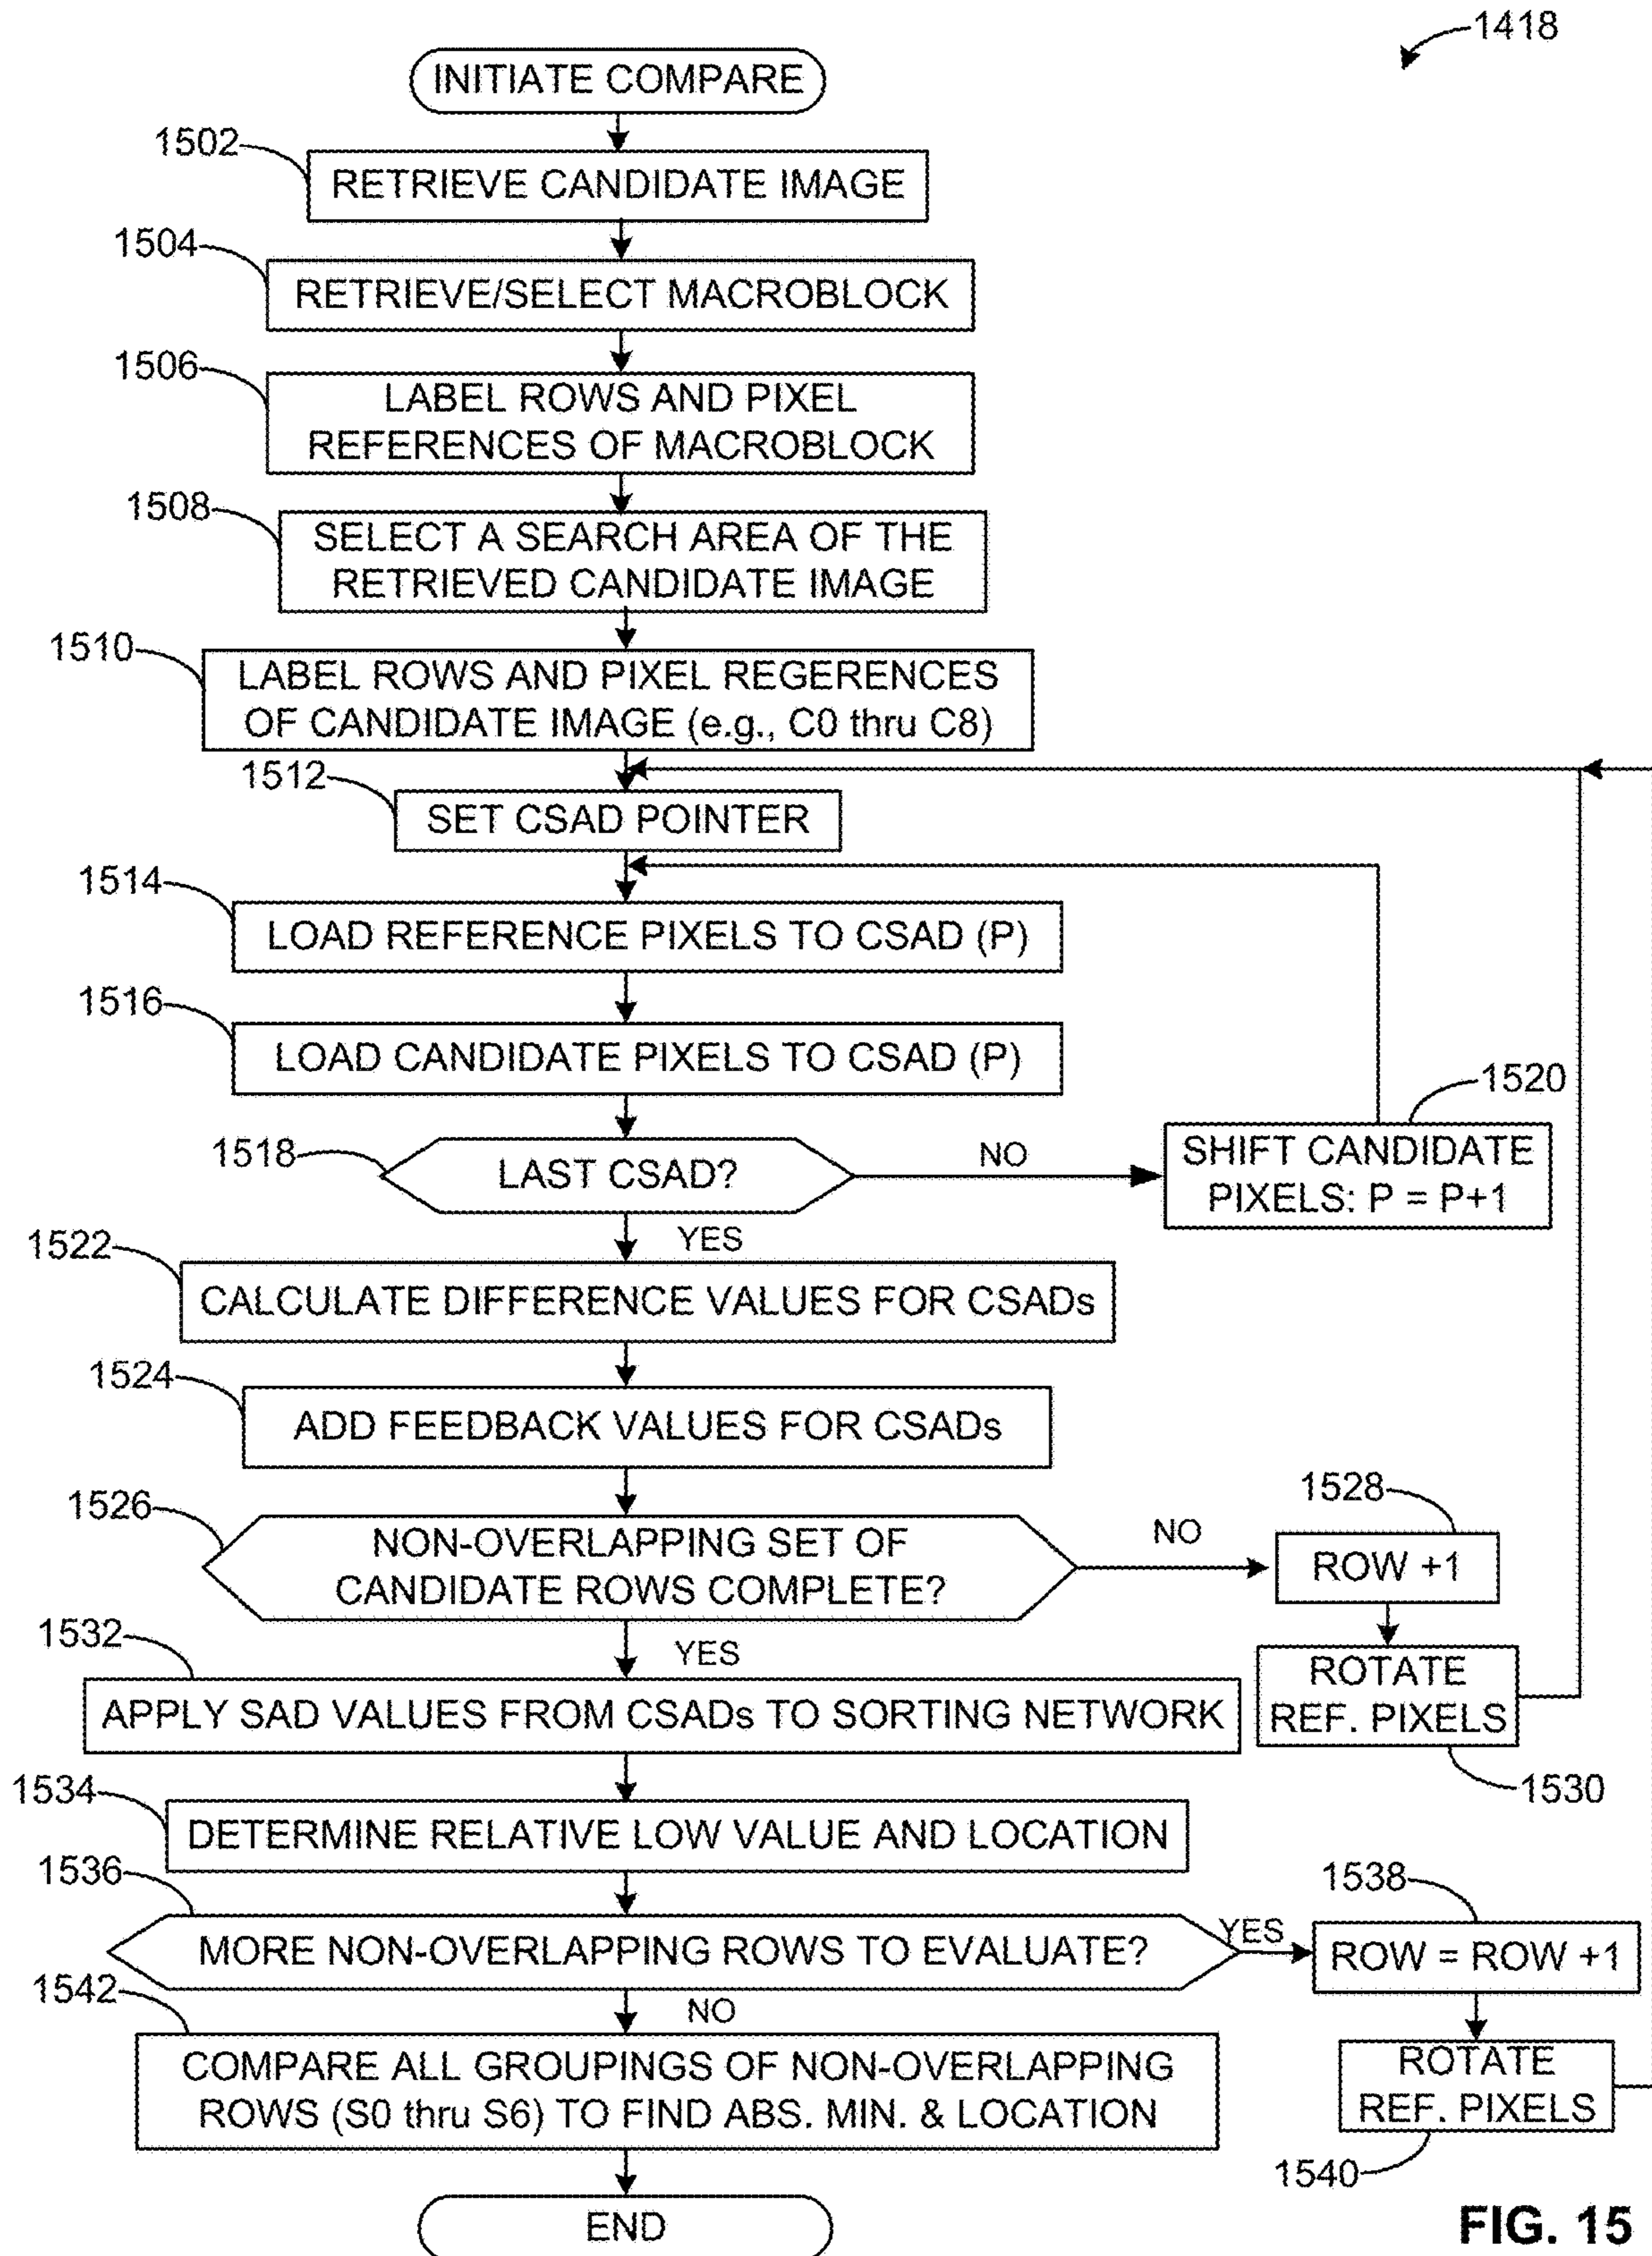 1418
INITIATE COMPARE
1502
RETRIEVE CANDIDATE IMAGE
1504
RETRIEVE/SELECT MACROBLOCK
1506
LABEL ROWS AND PIXEL
REFERENCES OF MACROBLOCK
1508
SELECT A SEARCH AREA OF THE
RETRIEVED CANDIDATE IMAGE
1510
LABEL ROWS AND PIXEL REGERENCES
OF CANDIDATE IMAGE (e.g., C0 thru C8)
1512
SET CSAD POINTER
1514
LOAD REFERENCE PIXELS TO CSAD (P)
1516
LOAD CANDIDATE PIXELS TO CSAD (P)
1518
LAST CSAD?
NO
1520
SHIFT CANDIDATE
PIXELS: P = P+1
YES
1522
CALCULATE DIFFERENCE VALUES FOR CSADs
1524
ADD FEEDBACK VALUES FOR CSADs
1526
NON-OVERLAPPING SET OF
CANDIDATE ROWS COMPLETE?
NO
1528
ROW +1
ROTATE
REF. PIXELS
1530
YES
1532
APPLY SAD VALUES FROM CSADs TO SORTING NETWORK
1534
DETERMINE RELATIVE LOW VALUE AND LOCATION
1536
MORE NON-OVERLAPPING ROWS TO EVALUATE?
YES
1538
ROW = ROW +1
ROTATE
REF. PIXELS
1540
NO
1542
COMPARE ALL GROUPINGS OF NON-OVERLAPPING
ROWS (S0 thru S6) TO FIND ABS. MIN. & LOCATION
END
FIG. 15